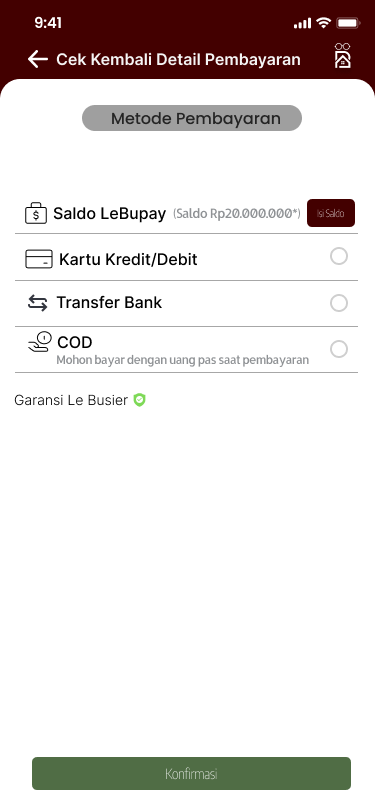 9:41
Cek Kembali Detail Pembayaran
Metode Pembayaran
Saldo LeBupay (Saldo Rp20.000.000*) Isi Saldo
Kartu Kredit/Debit
Transfer Bank
COD
Mohon bayar dengan uang pas saat pembayaran
Garansi Le Busier
Konfirmasi